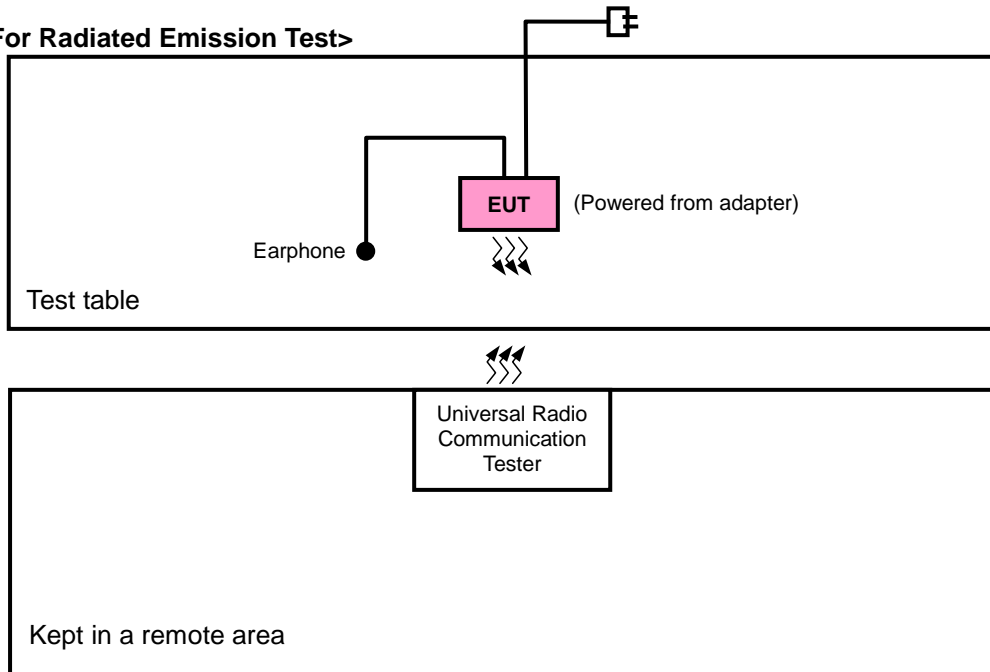 For Radiated Emission Test>
EUT
(Powered from adapter)
Earphone
Test table
Universal Radio
Communication
Tester
Kept in a remote area